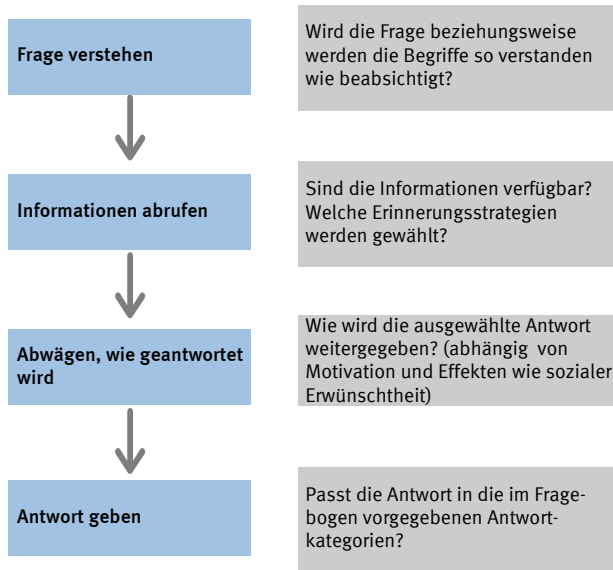 Frage verstehen
Wird die Frage beziehungsweise
werden die Begriffe so verstanden
wie beabsichtigt?
Informationen abrufen
Sind die Informationen verfügbar?
Welche Erinnerungsstrategien
werden gewählt?
Abwägen, wie geantwortet
wird
Wie wird die ausgewählte Antwort
weitergegeben? (abhängig von
Motivation und Effekten wie sozialer
Erwünschtheit)
Antwort geben
Passt die Antwort in die im Frage-
bogen vorgegebenen Antwort-
kategorien?